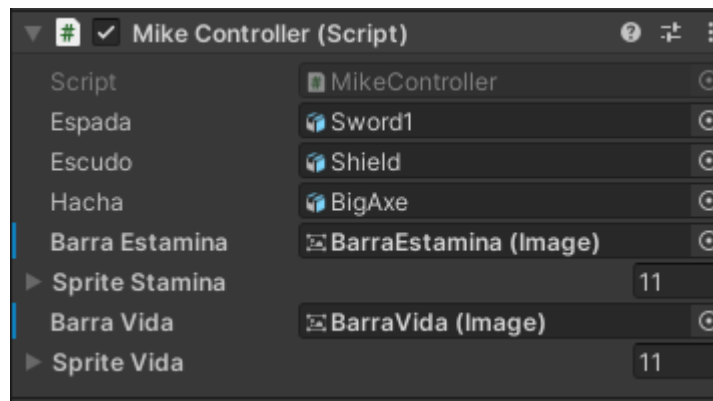 Mike Controller (Script)
Script MikeController
Espada Sword1
Escudo Shield
Hacha BigAxe
Barra Estamina BarraEstamina (Image)
Sprite Stamina 11
Barra Vida BarraVida (Image)
Sprite Vida 11